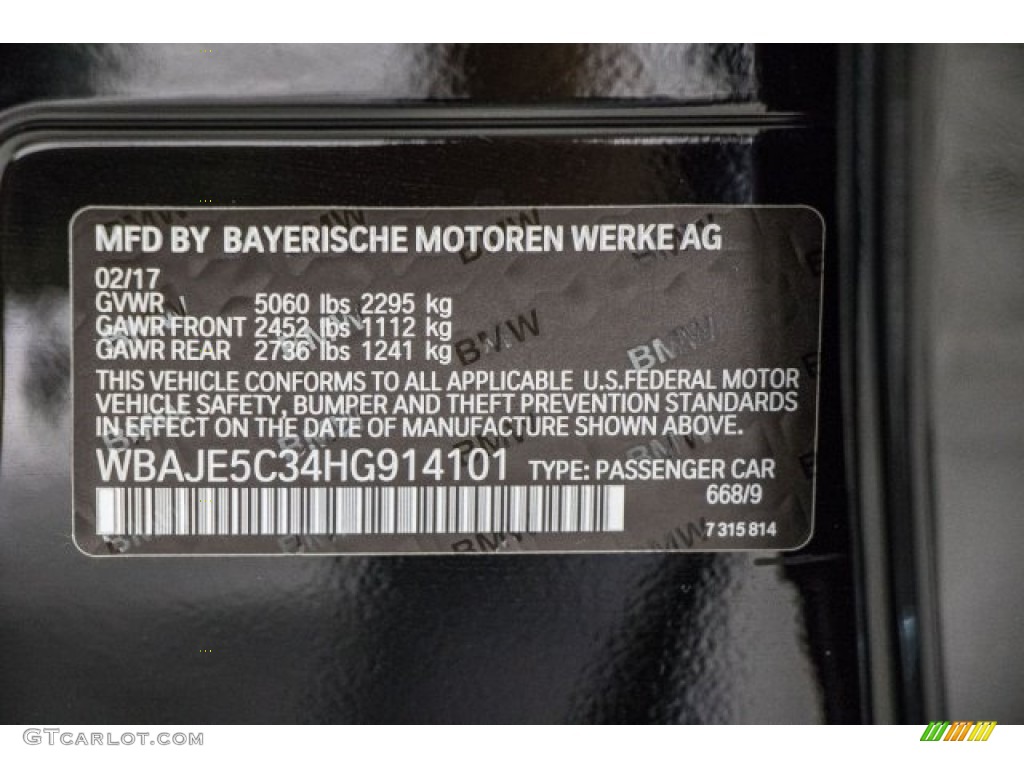 MFD BY BAYERISCHE MOTOREN WERKE AG
02/17
GVWR 5060 lbs 2295 kg
GAWR FRONT 2452 lbs 1112 kg
GAWR REAR 2736 lbs 1241 kg
THIS VEHICLE CONFORMS TO ALL APPLICABLE U.S.FEDERAL MOTOR
VEHICLE SAFETY, BUMPER AND THEFT PREVENTION STANDARDS
IN EFFECT ON THE DATE OF MANUFACTURE SHOWN ABOVE.
WBAJE5C34HG914101 TYPE: PASSENGER CAR
668/9
7 315 814
BMW
BMW
GTCARLOT.COM